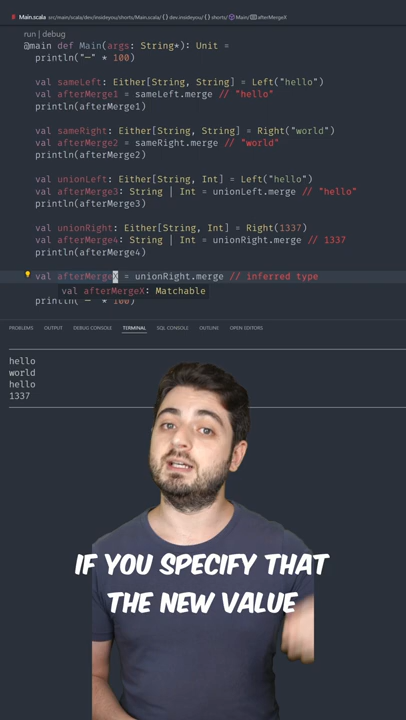 Main.scala src/main/scala/dev/insideyou/shorts/Main.scala/{} dev.insideyou/{} shorts/Main/afterMergeX
run | debug
@main def Main(args: String*): Unit =
println("—" * 100)
val sameLeft: Either[String, String] = Left("hello")
val afterMerge1 = sameLeft.merge // "hello"
println(afterMerge1)
val sameRight: Either[String, String] = Right("world")
val afterMerge2 = sameRight.merge // "world"
println(afterMerge2)
val unionLeft: Either[String, Int] = Left("hello")
val afterMerge3: String | Int = unionLeft.merge // "hello"
println(afterMerge3)
val unionRight: Either[String, Int] = Right(1337)
val afterMerge4: String | Int = unionRight.merge // 1337
println(afterMerge4)
val afterMergeX = unionRight.merge // inferred type
val afterMergeX: Matchable
println("—" * 100)
PROBLEMS OUTPUT DEBUG CONSOLE TERMINAL SQL CONSOLE OPEN EDITORS
hello
world
hello
1337
IF YOU SPECIFY THAT
THE NEW VALUE